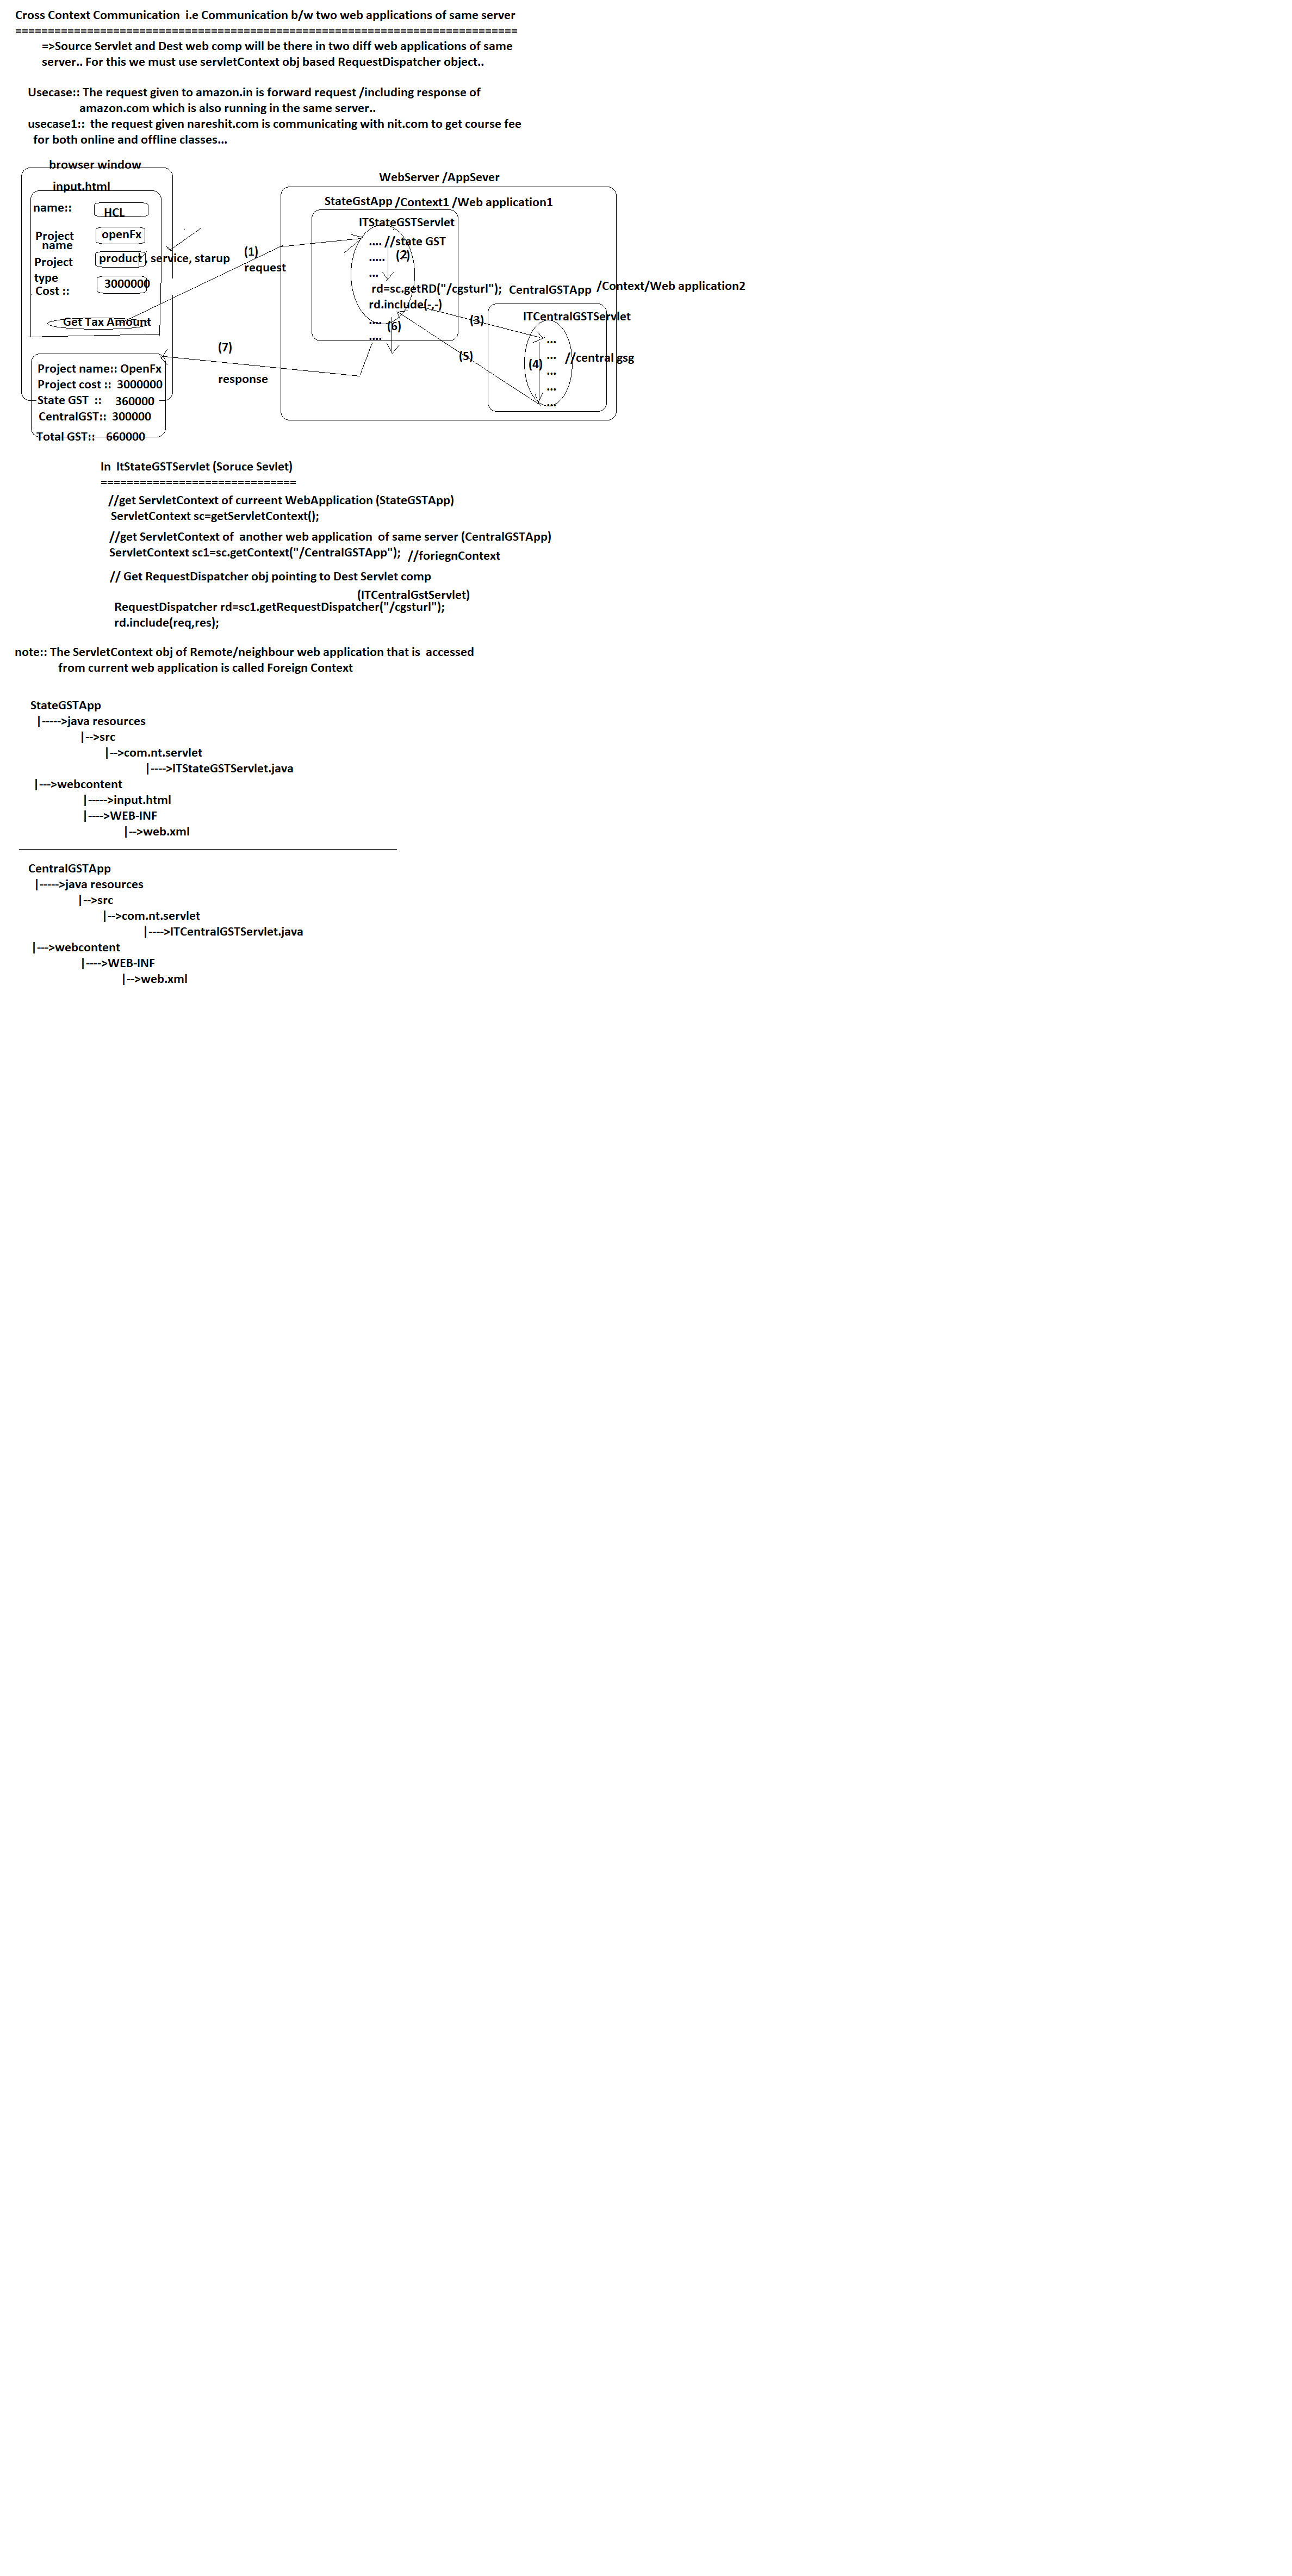 Cross Context Communication  i.e Communication b/w two web applications of same server
=============================================================================
=>Source Servlet and Dest web comp will be there in two diff web applications of same
server.. For this we must use servletContext obj based RequestDispatcher object..
Usecase:: The request given to amazon.in is forward request /including response of
amazon.com which is also running in the same server..
usecase1::  the request given nareshit.com is communicating with nit.com to get course fee
for both online and offline classes...
browser window
input.html
name::
HCL
Project
name
openFx
Project
type
product , service, starup
. Cost ::
3000000
Get Tax Amount
(1)
request
WebServer /AppSever
StateGstApp /Context1 /Web application1
ITStateGSTServlet
.... //state GST
.....
(2)
...
rd=sc.getRD("/cgsturl");
rd.include(-,-)
....
(6)
....
CentralGSTApp /Context/Web application2
ITCentralGSTServlet
(3)
...
... //central gsg
(4)
...
...
...
(5)
(7)
response
Project name:: OpenFx
Project cost ::  3000000
State GST  ::    360000
CentralGST::  300000
Total GST::   660000
In  ItStateGSTServlet (Soruce Sevlet)
==============================
//get ServletContext of curreent WebApplication (StateGSTApp)
ServletContext sc=getServletContext();
//get ServletContext of  another web application  of same server (CentralGSTApp)
ServletContext sc1=sc.getContext("/CentralGSTApp");  //foriegnContext
// Get RequestDispatcher obj pointing to Dest Servlet comp
(ITCentralGstServlet)
RequestDispatcher rd=sc1.getRequestDispatcher("/cgsturl");
rd.include(req,res);
note:: The ServletContext obj of Remote/neighbour web application that is  accessed
from current web application is called Foreign Context
StateGSTApp
|----->java resources
|-->src
|-->com.nt.servlet
|---->ITStateGSTServlet.java
|--->webcontent
|----->input.html
|---->WEB-INF
|-->web.xml
CentralGSTApp
|----->java resources
|-->src
|-->com.nt.servlet
|---->ITCentralGSTServlet.java
|--->webcontent
|---->WEB-INF
|-->web.xml